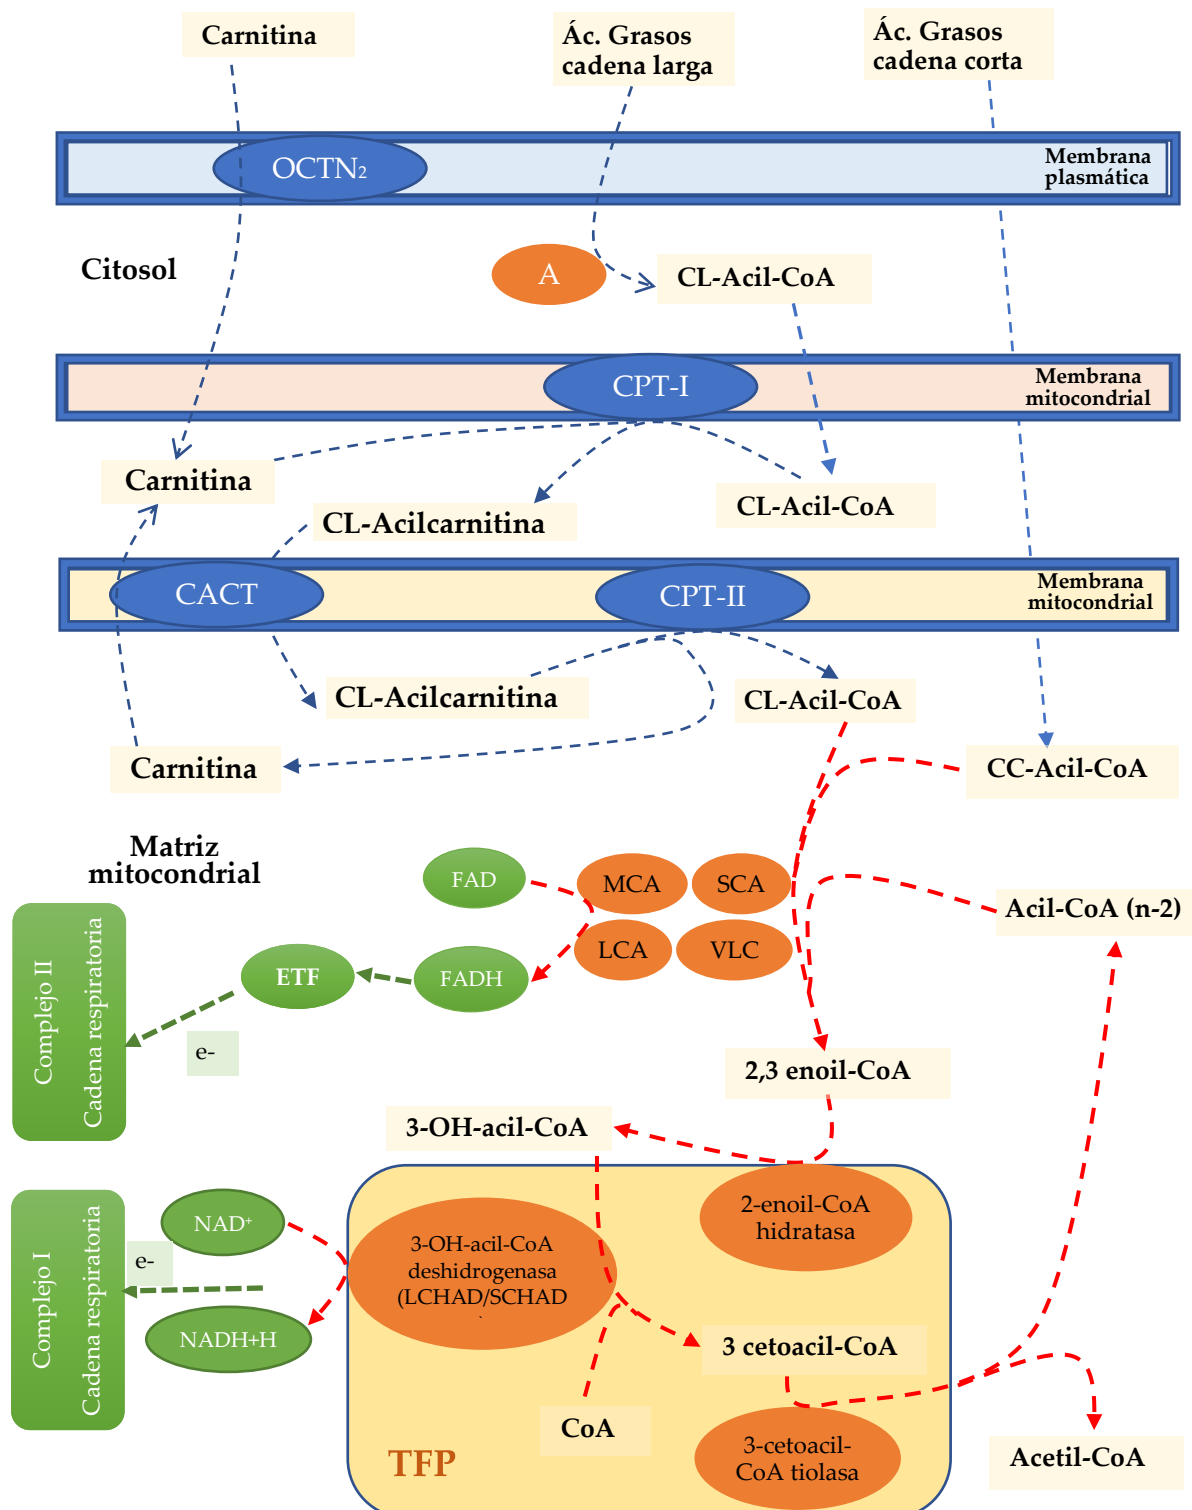 Carnitina
Ác. Grasos
cadena larga
Ác. Grasos
cadena corta
OCTN₂
Membrana
plasmática
Citosol
A
CL-Acil-CoA
CPT-I
Membrana
mitocondrial
Carnitina
CL-Acilcarnitina
CL-Acil-CoA
CACT
CPT-II
Membrana
mitocondrial
CL-Acilcarnitina
CL-Acil-CoA
Carnitina
CC-Acil-CoA
Matriz
mitocondrial
FAD
MCA
SCA
Acil-CoA (n-2)
LCA
VLC
ETF
FADH
Complejo II
Cadena respiratoria
e-
2,3 enoil-CoA
3-OH-acil-CoA
2-enoil-CoA
hidratasa
NAD⁺
3-OH-acil-CoA
deshidrogenasa
(LCHAD/SCHAD
Complejo I
Cadena respiratoria
e-
NADH+H
3 cetoacil-CoA
CoA
TFP
3-cetoacil-
CoA tiolasa
Acetil-CoA